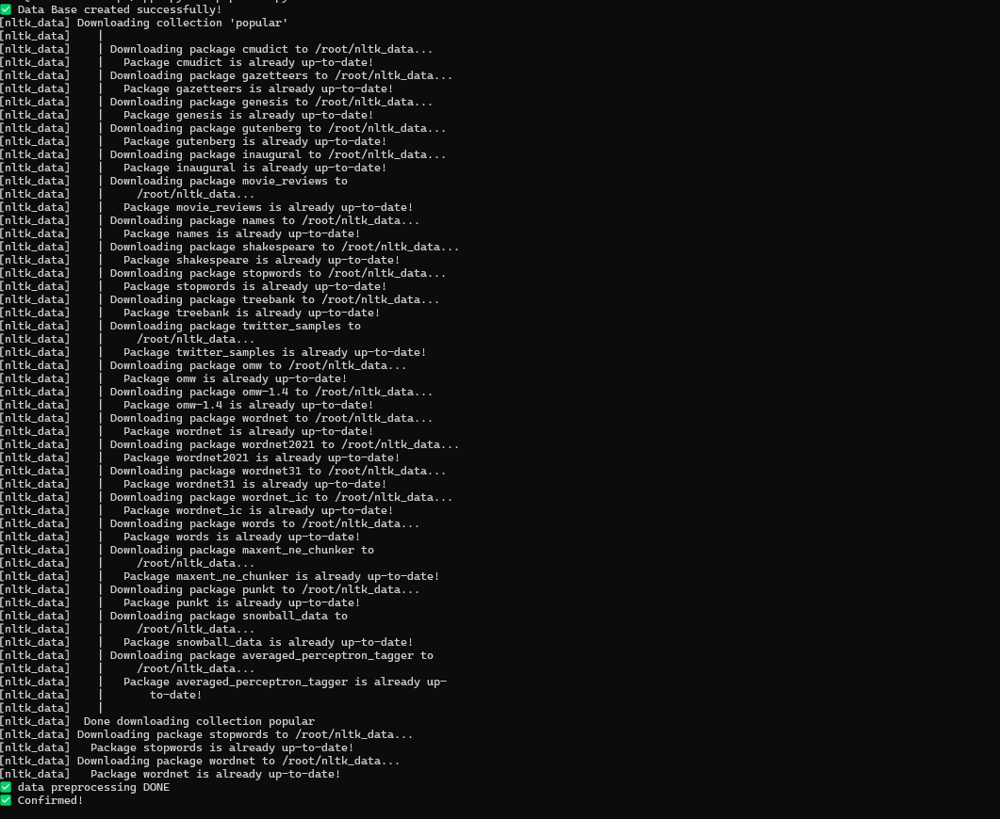 ✅ Data Base created successfully!
[nltk_data] Downloading collection 'popular'
[nltk_data]    |
[nltk_data]    | Downloading package cmudict to /root/nltk_data...
[nltk_data]    |   Package cmudict is already up-to-date!
[nltk_data]    | Downloading package gazetteers to /root/nltk_data...
[nltk_data]    |   Package gazetteers is already up-to-date!
[nltk_data]    | Downloading package genesis to /root/nltk_data...
[nltk_data]    |   Package genesis is already up-to-date!
[nltk_data]    | Downloading package gutenberg to /root/nltk_data...
[nltk_data]    |   Package gutenberg is already up-to-date!
[nltk_data]    | Downloading package inaugural to /root/nltk_data...
[nltk_data]    |   Package inaugural is already up-to-date!
[nltk_data]    | Downloading package movie_reviews to
[nltk_data]    |     /root/nltk_data...
[nltk_data]    |   Package movie_reviews is already up-to-date!
[nltk_data]    | Downloading package names to /root/nltk_data...
[nltk_data]    |   Package names is already up-to-date!
[nltk_data]    | Downloading package shakespeare to /root/nltk_data...
[nltk_data]    |   Package shakespeare is already up-to-date!
[nltk_data]    | Downloading package stopwords to /root/nltk_data...
[nltk_data]    |   Package stopwords is already up-to-date!
[nltk_data]    | Downloading package treebank to /root/nltk_data...
[nltk_data]    |   Package treebank is already up-to-date!
[nltk_data]    | Downloading package twitter_samples to
[nltk_data]    |     /root/nltk_data...
[nltk_data]    |   Package twitter_samples is already up-to-date!
[nltk_data]    | Downloading package omw to /root/nltk_data...
[nltk_data]    |   Package omw is already up-to-date!
[nltk_data]    | Downloading package omw-1.4 to /root/nltk_data...
[nltk_data]    |   Package omw-1.4 is already up-to-date!
[nltk_data]    | Downloading package wordnet to /root/nltk_data...
[nltk_data]    |   Package wordnet is already up-to-date!
[nltk_data]    | Downloading package wordnet2021 to /root/nltk_data...
[nltk_data]    |   Package wordnet2021 is already up-to-date!
[nltk_data]    | Downloading package wordnet31 to /root/nltk_data...
[nltk_data]    |   Package wordnet31 is already up-to-date!
[nltk_data]    | Downloading package wordnet_ic to /root/nltk_data...
[nltk_data]    |   Package wordnet_ic is already up-to-date!
[nltk_data]    | Downloading package words to /root/nltk_data...
[nltk_data]    |   Package words is already up-to-date!
[nltk_data]    | Downloading package maxent_ne_chunker to
[nltk_data]    |     /root/nltk_data...
[nltk_data]    |   Package maxent_ne_chunker is already up-to-date!
[nltk_data]    | Downloading package punkt to /root/nltk_data...
[nltk_data]    |   Package punkt is already up-to-date!
[nltk_data]    | Downloading package snowball_data to
[nltk_data]    |     /root/nltk_data...
[nltk_data]    |   Package snowball_data is already up-to-date!
[nltk_data]    | Downloading package averaged_perceptron_tagger to
[nltk_data]    |     /root/nltk_data...
[nltk_data]    |   Package averaged_perceptron_tagger is already up-
[nltk_data]    |       to-date!
[nltk_data]    |
[nltk_data]  Done downloading collection popular
[nltk_data] Downloading package stopwords to /root/nltk_data...
[nltk_data]   Package stopwords is already up-to-date!
[nltk_data] Downloading package wordnet to /root/nltk_data...
[nltk_data]   Package wordnet is already up-to-date!
✅ data preprocessing DONE
✅ Confirmed!